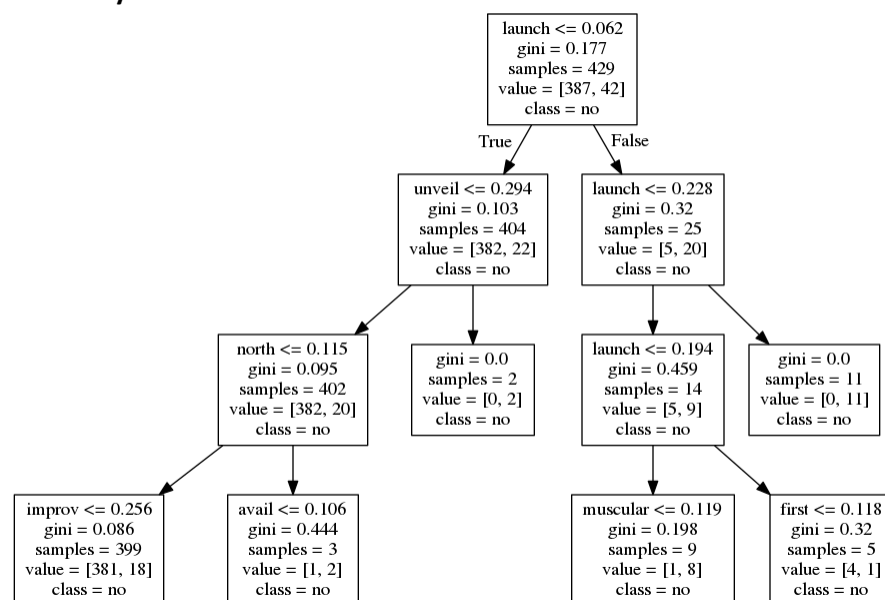 launch <= 0.062
gini = 0.177
samples = 429
value = [387, 42]
class = no
True
False
unveil <= 0.294
gini = 0.103
samples = 404
value = [382, 22]
class = no
launch <= 0.228
gini = 0.32
samples = 25
value = [5, 20]
class = no
north <= 0.115
gini = 0.095
samples = 402
value = [382, 20]
class = no
gini = 0.0
samples = 2
value = [0, 2]
class = no
launch <= 0.194
gini = 0.459
samples = 14
value = [5, 9]
class = no
gini = 0.0
samples = 11
value = [0, 11]
class = no
improv <= 0.256
gini = 0.086
samples = 399
value = [381, 18]
class = no
avail <= 0.106
gini = 0.444
samples = 3
value = [1, 2]
class = no
muscular <= 0.119
gini = 0.198
samples = 9
value = [1, 8]
class = no
first <= 0.118
gini = 0.32
samples = 5
value = [4, 1]
class = no